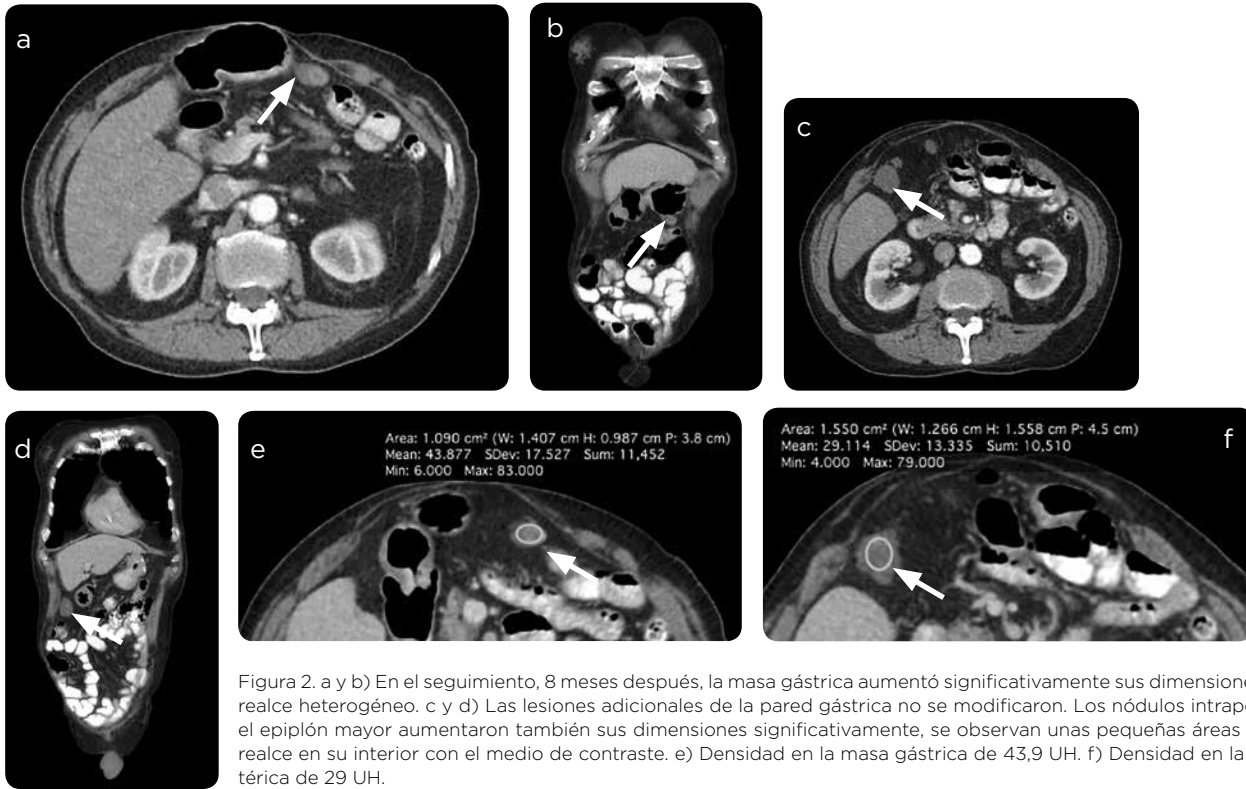 a
b
c
d
e
Area: 1.090 cm² (W: 1.407 cm H: 0.987 cm P: 3.8 cm)
Mean: 43.877 SDev: 17.527 Sum: 11,452
Min: 6.000 Max: 83.000
Area: 1.550 cm² (W: 1.266 cm H: 1.558 cm P: 4.5 cm)
Mean: 29.114 SDev: 13.335 Sum: 10,510
Min: 4.000 Max: 79.000
f
Figura 2. a y b) En el seguimiento, 8 meses después, la masa gástrica aumentó significativamente sus dimensione
realce heterogéneo. c y d) Las lesiones adicionales de la pared gástrica no se modificaron. Los nódulos intrape
el epiplón mayor aumentaron también sus dimensiones significativamente, se observan unas pequeñas áreas
realce en su interior con el medio de contraste. e) Densidad en la masa gástrica de 43,9 UH. f) Densidad en la
térica de 29 UH.